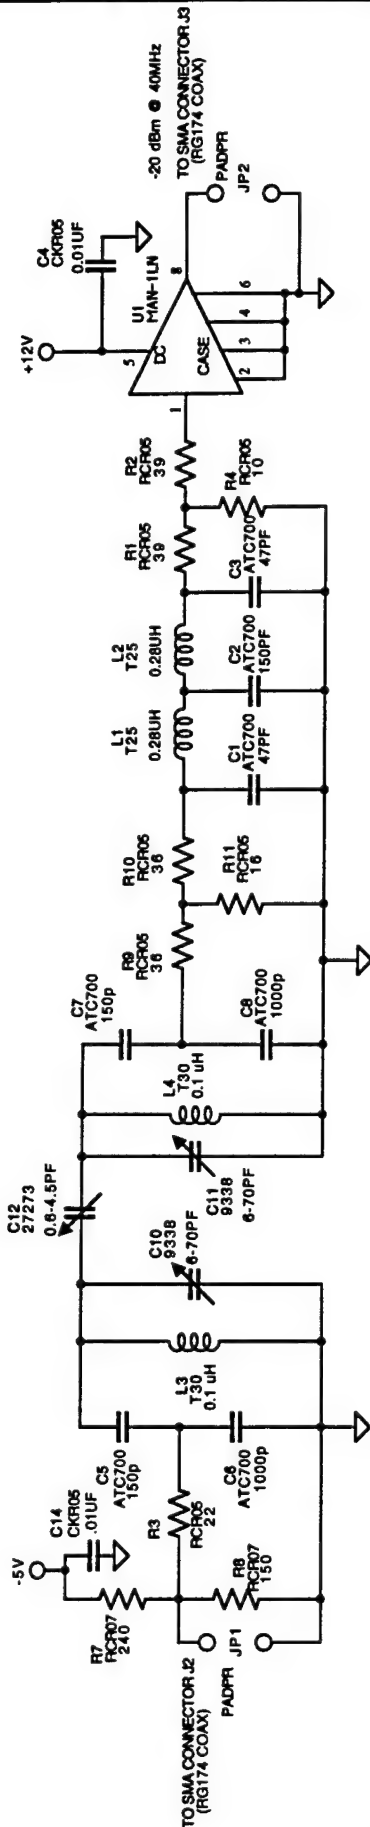 -5V
C14
CKR05
.01UF
R7
RCR07
240
TO SMA CONNECTOR J2
(RG174 COAX)
PADPR
JP1
R8
RCR07
150
R3
RCR05
22
C5
ATC700
150p
C6
ATC700
1000p
L3
T30
0.1 uH
C10
9338
6-70PF
C12
27273
0.6-4.5PF
C11
9338
6-70PF
L4
T30
0.1 uH
C7
ATC700
150p
C8
ATC700
1000p
R9
RCR05
36
R10
RCR05
36
R11
RCR05
16
L1
T25
0.28UH
L2
T25
0.28UH
C1
ATC700
47PF
C2
ATC700
150PF
C3
ATC700
47PF
R1
RCR05
39
R2
RCR05
39
R4
RCR05
10
+12V
C4
CKR05
0.01UF
U1
MAN-1LN
DC
CASE
1
5
8
2
3
4
6
-20 dBm @ 40MHz
TO SMA CONNECTOR J3
(RG174 COAX)
PADPR
JP2